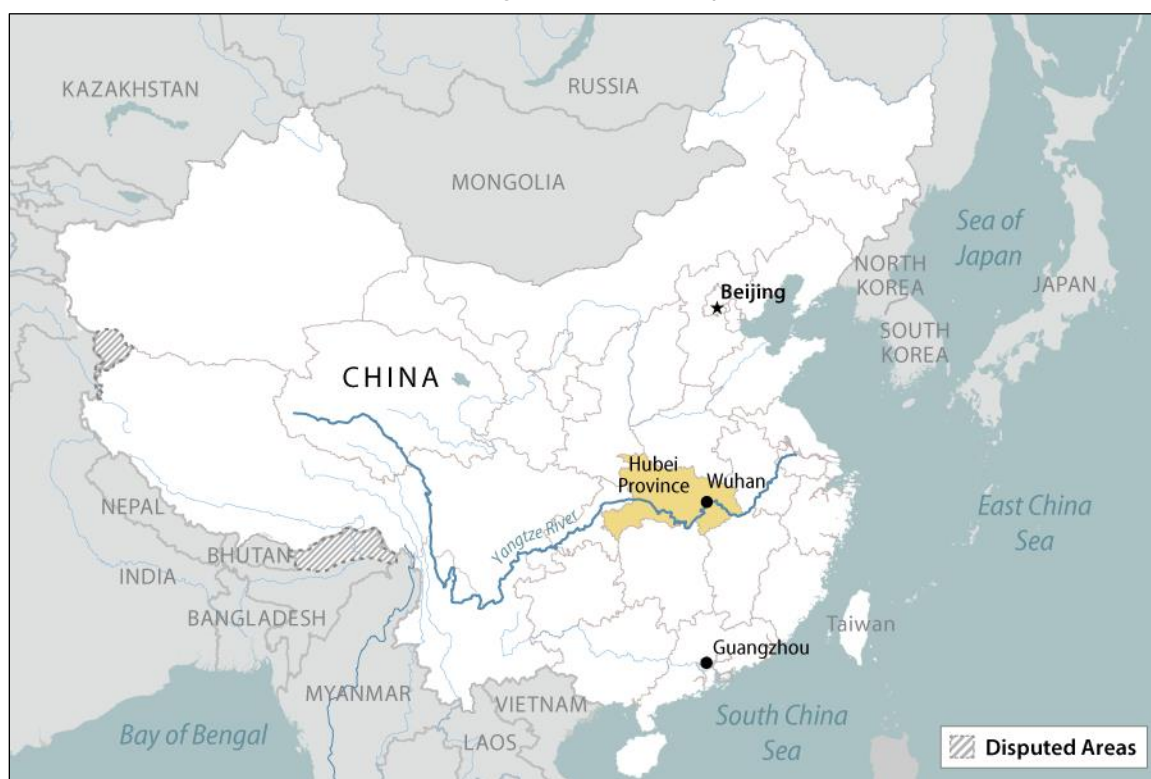 KAZAKHSTAN
RUSSIA
MONGOLIA
Sea of
Japan
NORTH
KOREA
JAPAN
Beijing
SOUTH
KOREA
CHINA
Hubei
Province
Wuhan
NEPAL
Yangtze River
East China
Sea
BHUTAN
INDIA
BANGLADESH
Taiwan
Guangzhou
MYANMAR
VIETNAM
South China
Sea
Bay of Bengal
LAOS
Disputed Areas